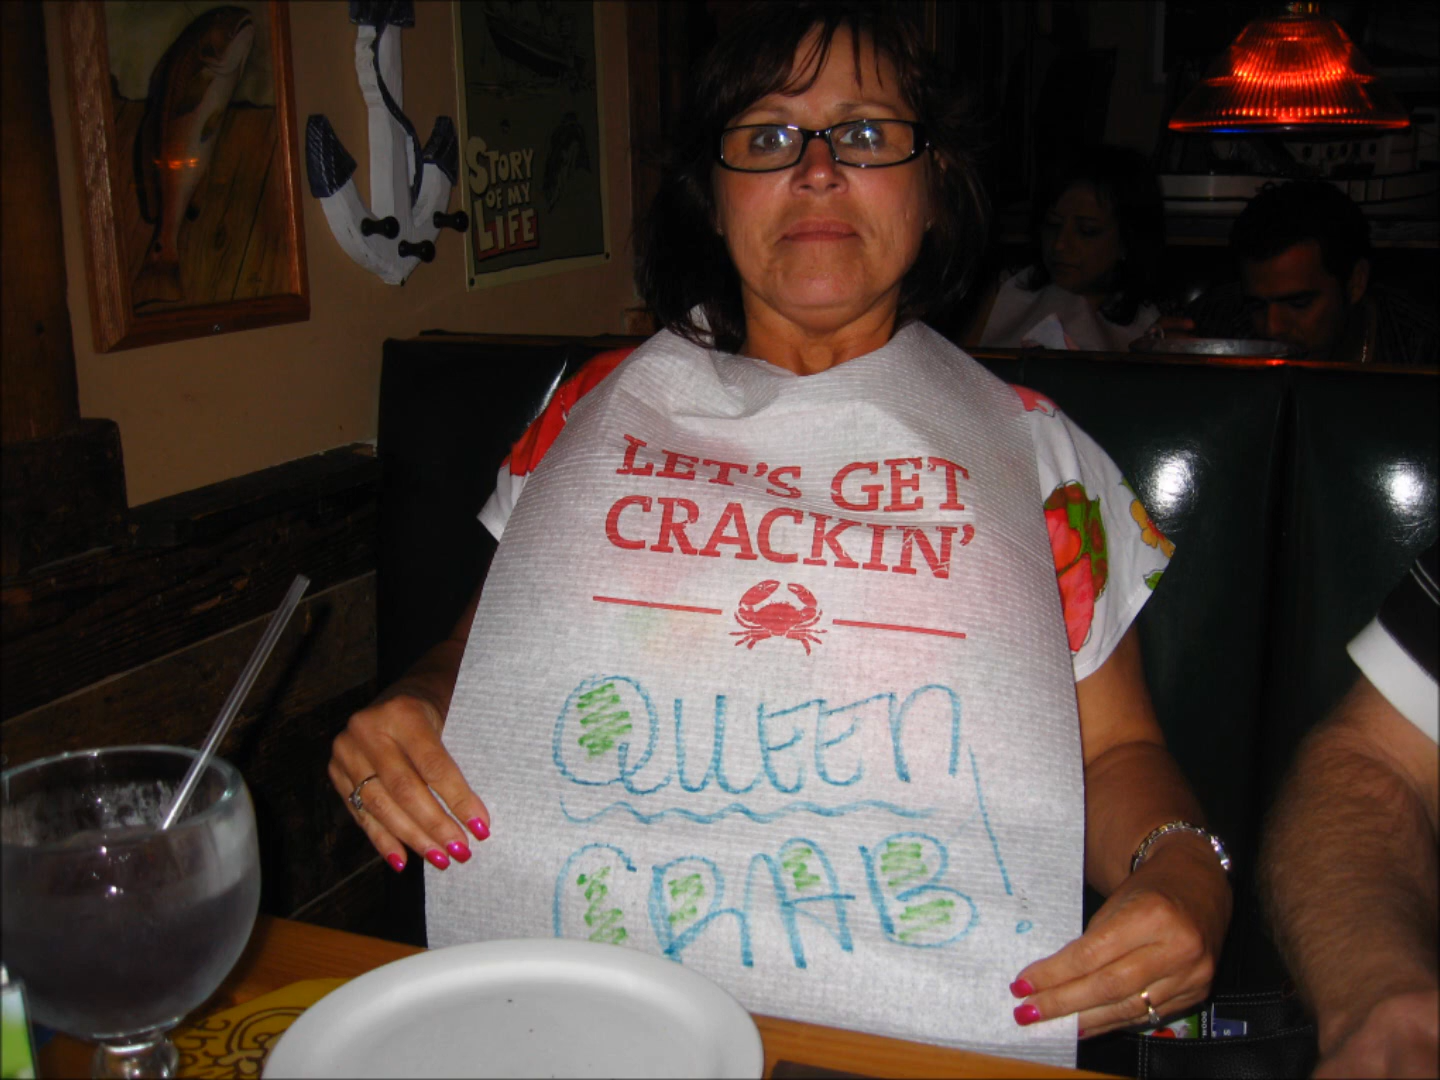 STORY
OF MY
LIFE
LET'S GET
CRACKIN'
QUEEn
CRAB!